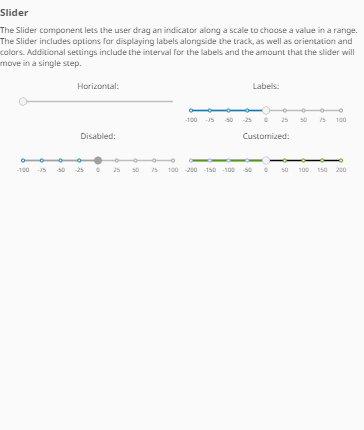 Slider
The Slider component lets the user drag an indicator along a scale to choose a value in a range.
The Slider includes options for displaying labels alongside the track, as well as orientation and
colors. Additional settings include the interval for the labels and the amount that the slider will
move in a single step.
Horizontal:
Labels:
-100 -75 -50 -25 0 25 50 75 100
Disabled:
Customized:
-100 -75 -50 -25 0 25 50 75 100
-200 -150 -100 -50 0 50 100 150 200